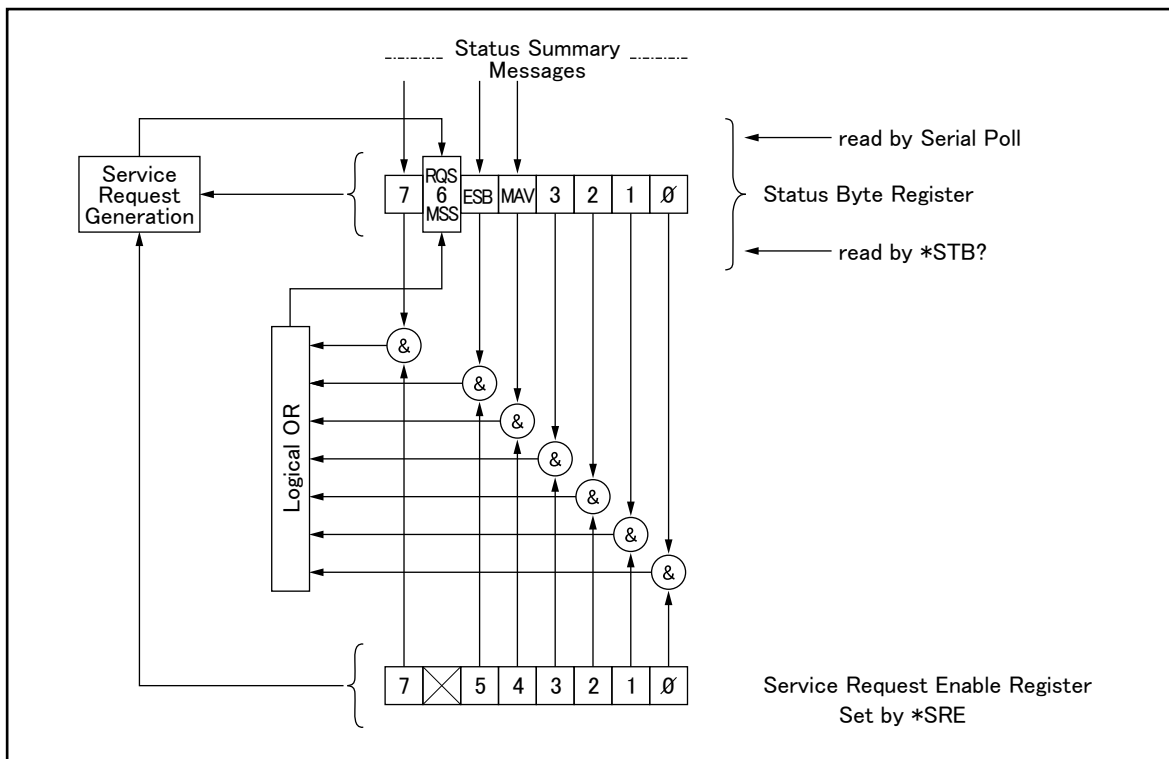 Status Summary
Messages
read by Serial Poll
Service
Request
Generation
7
RQS
6
MSS
ESB
MAV
3
2
1
0
Status Byte Register
read by *STB?
&
&
&
&
&
&
&
Logical OR
7
5
4
3
2
1
0
Service Request Enable Register
Set by *SRE